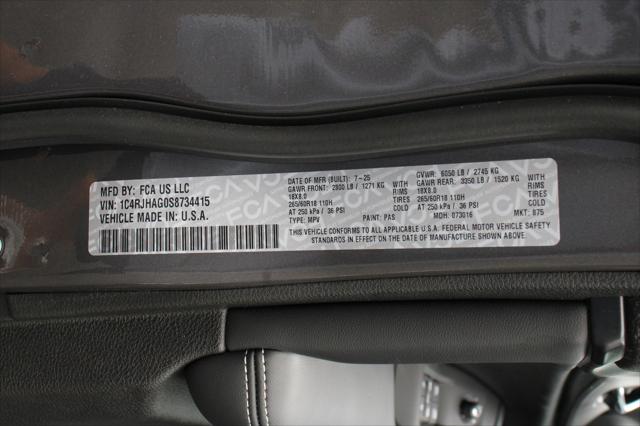 MFD BY: FCA US LLC
VIN: 1C4RJHAG0S8734415
VEHICLE MADE IN: U.S.A.
DATE OF MFR (BUILT): 7-25 GVWR: 6050 LB / 2745 KG
GAWR FRONT: 2800 LB / 1271 KG WITH GAWR REAR: 3350 LB / 1520 KG WITH
18X8.0 RIMS 18X8.0 RIMS
265/60R18 110H TIRES 265/60R18 110H TIRES
AT 250 kPa / 36 PSI COLD AT 250 kPa / 36 PSI COLD
TYPE: MPV PAINT: PAS MDH: 073016 MKT: 875
THIS VEHICLE CONFORMS TO ALL APPLICABLE U.S.A. FEDERAL MOTOR VEHICLE SAFETY
STANDARDS IN EFFECT ON THE DATE OF MANUFACTURE SHOWN ABOVE